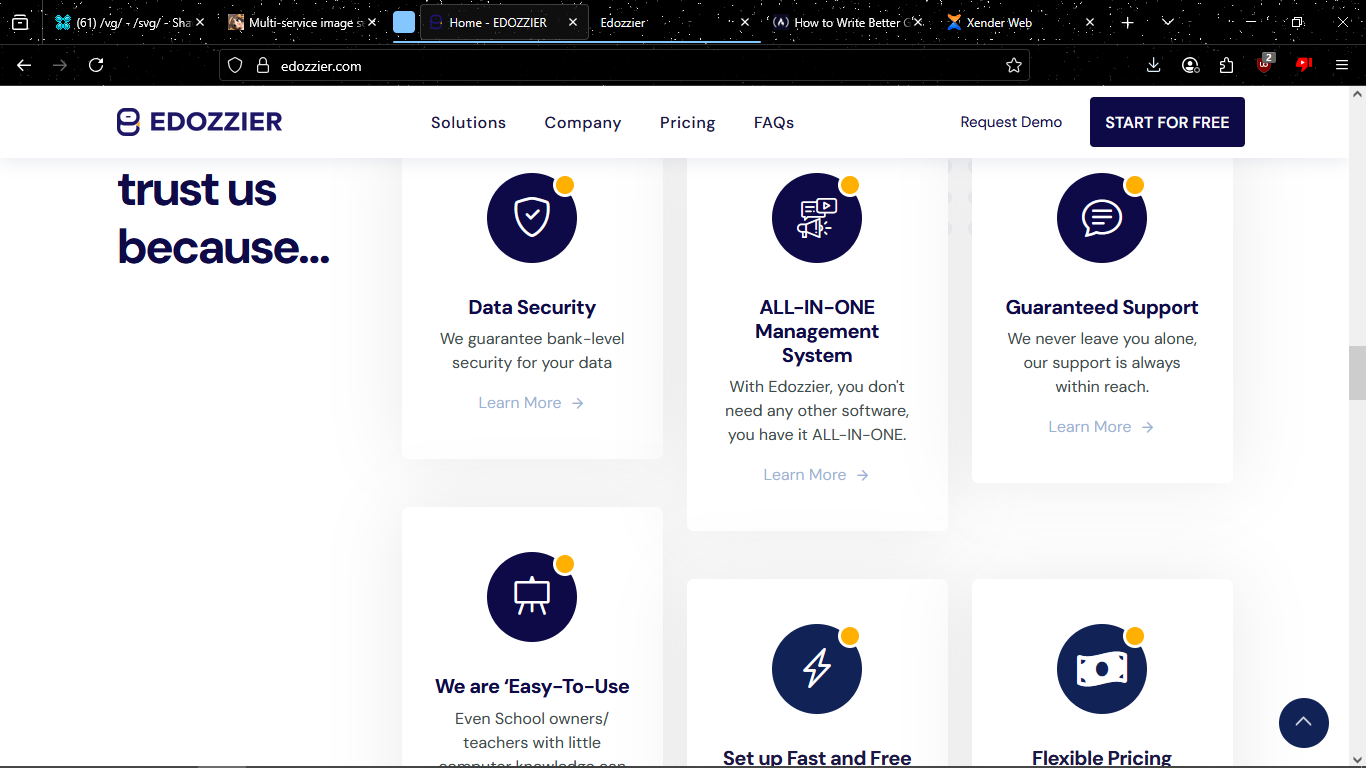 (61) /vg/ - /svg/ - Sha
Multi-service image s
Home - EDOZZIER
Edozzier
How to Write Better C
Xender Web
edozzier.com
2
EDOZZIER
Solutions
Company
Pricing
FAQs
Request Demo
START FOR FREE
trust us
because...
Data Security
We guarantee bank-level
security for your data
Learn More →
ALL-IN-ONE
Management
System
With Edozzier, you don't
need any other software,
you have it ALL-IN-ONE.
Learn More →
Guaranteed Support
We never leave you alone,
our support is always
within reach.
Learn More →
We are ‘Easy-To-Use
Even School owners/
teachers with little
computer knowledge can
Set up Fast and Free
Flexible Pricing